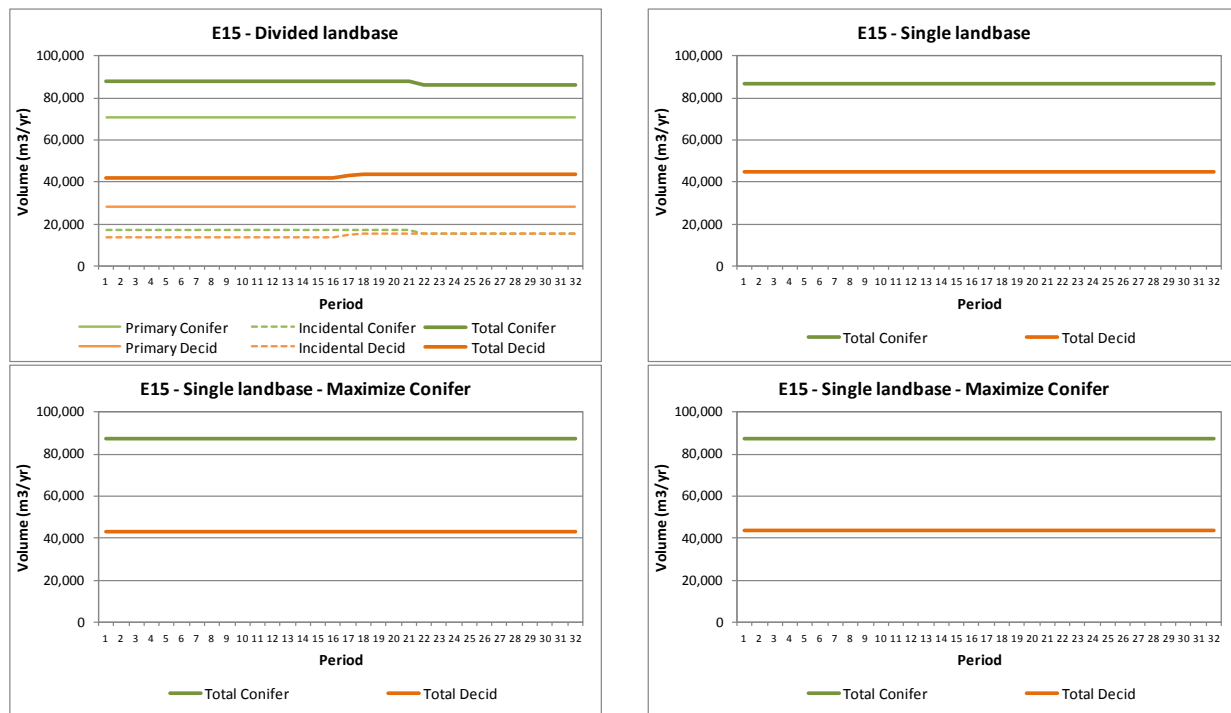 E15 - Divided landbase
Volume (m3/yr)
100,000
80,000
60,000
40,000
20,000
0
1 2 3 4 5 6 7 8 9 10 11 12 13 14 15 16 17 18 19 20 21 22 23 24 25 26 27 28 29 30 31 32
Period
Primary Conifer Incidental Conifer Total Conifer
Primary Decid Incidental Decid Total Decid
E15 - Single landbase
Volume (m3/yr)
100,000
80,000
60,000
40,000
20,000
0
1 2 3 4 5 6 7 8 9 10 11 12 13 14 15 16 17 18 19 20 21 22 23 24 25 26 27 28 29 30 31 32
Period
Total Conifer Total Decid
E15 - Single landbase - Maximize Conifer
Volume (m3/yr)
100,000
80,000
60,000
40,000
20,000
0
1 2 3 4 5 6 7 8 9 10 11 12 13 14 15 16 17 18 19 20 21 22 23 24 25 26 27 28 29 30 31 32
Period
Total Conifer Total Decid
E15 - Single landbase - Maximize Conifer
Volume (m3/yr)
100,000
80,000
60,000
40,000
20,000
0
1 2 3 4 5 6 7 8 9 10 11 12 13 14 15 16 17 18 19 20 21 22 23 24 25 26 27 28 29 30 31 32
Period
Total Conifer Total Decid